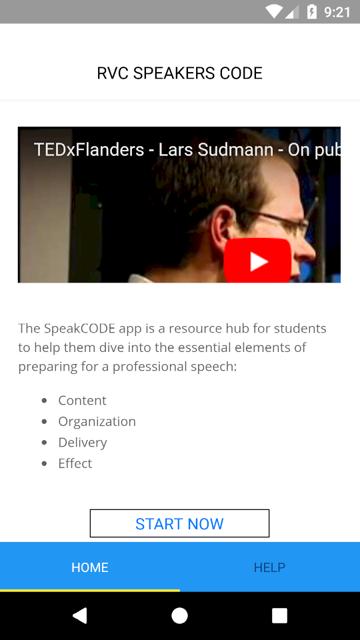 9:21
RVC SPEAKERS CODE
TEDxFlanders - Lars Sudmann - On pub
The SpeakCODE app is a resource hub for students
to help them dive into the essential elements of
preparing for a professional speech:
• Content
• Organization
• Delivery
• Effect
START NOW
HOME HELP